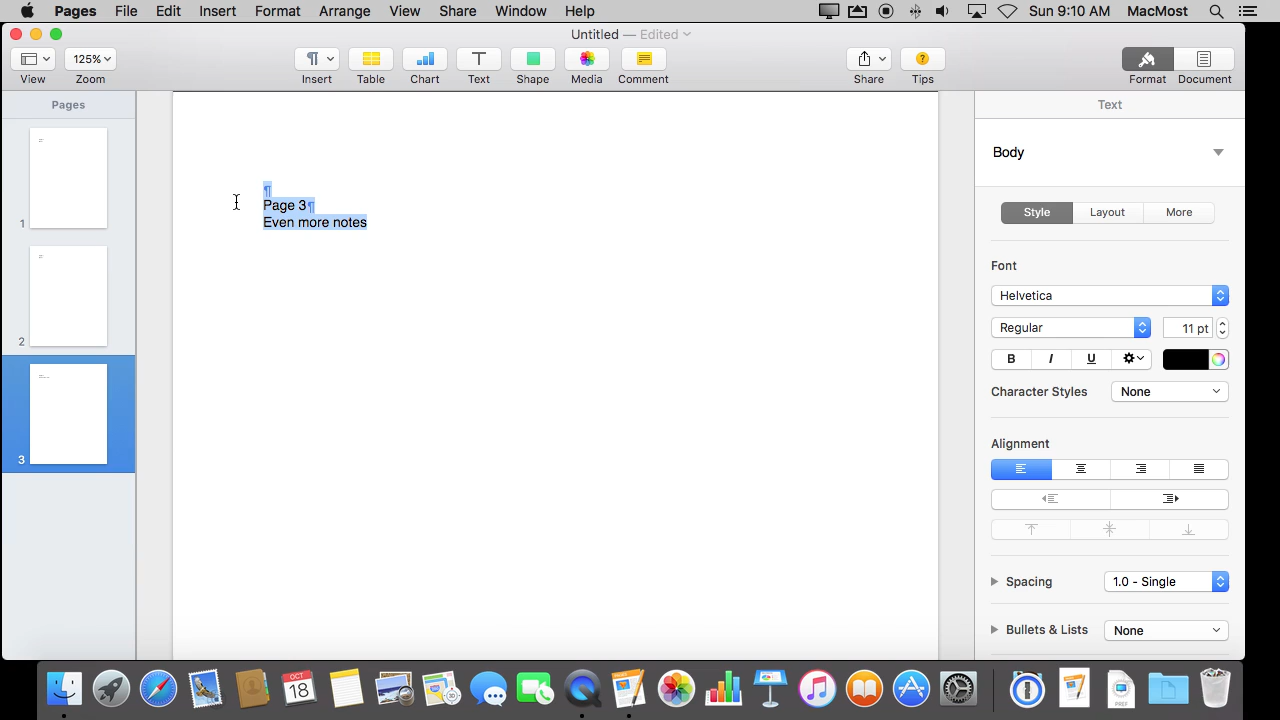 Pages File Edit Insert Format Arrange View Share Window Help Sun 9:10 AM MacMost
Untitled — Edited
125%
View Zoom Insert Table Chart Text Shape Media Comment Share Tips Format Document
Pages
Text
Body
1
2
3
¶
Page 3¶
Even more notes
Style Layout More
Font
Helvetica
Regular 11 pt
B I U
Character Styles None
Alignment
Spacing 1.0 - Single
Bullets & Lists None
OCT
18